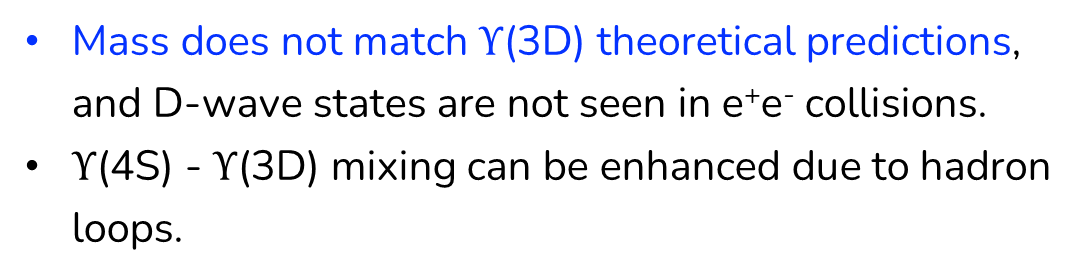 • Mass does not match ϒ(3D) theoretical predictions,
and D-wave states are not seen in e⁺e⁻ collisions.
• ϒ(4S) - ϒ(3D) mixing can be enhanced due to hadron
loops.